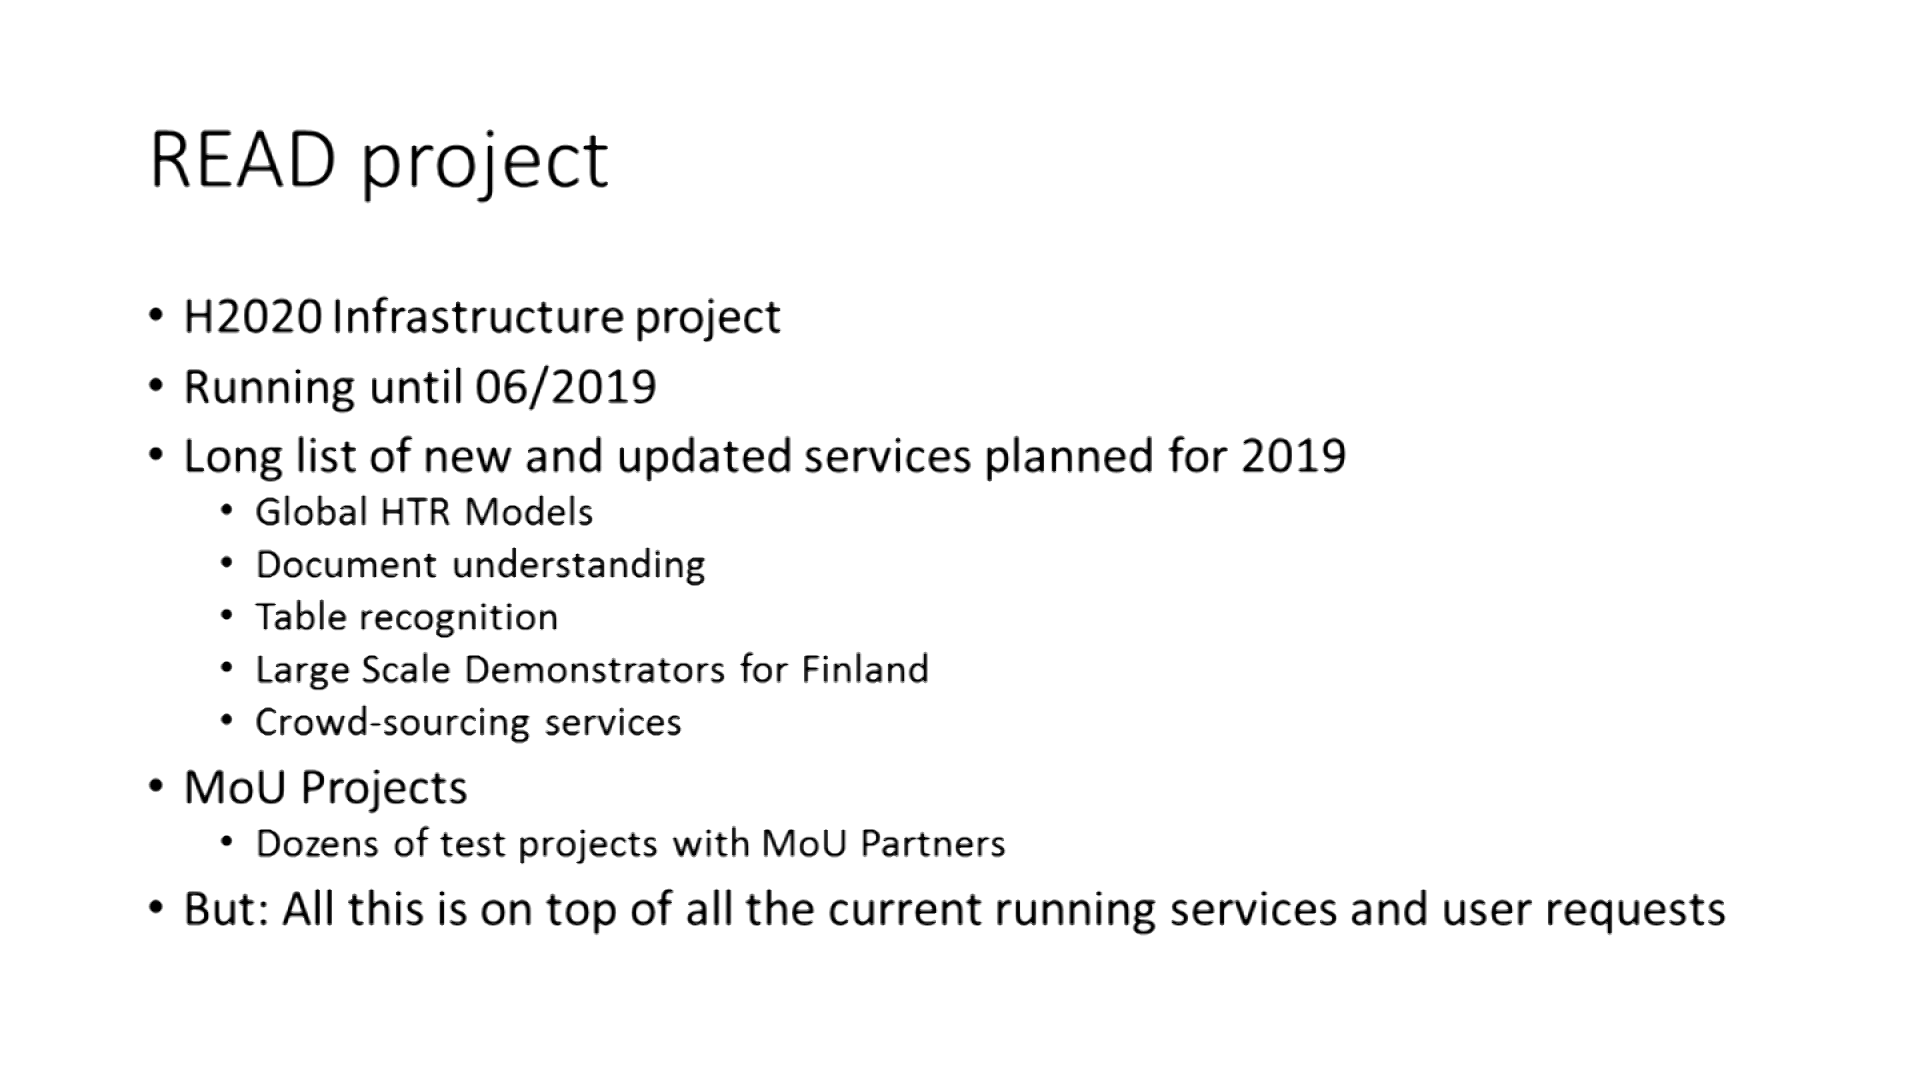 READ project
• H2020 Infrastructure project
• Running until 06/2019
• Long list of new and updated services planned for 2019
• Global HTR Models
• Document understanding
• Table recognition
• Large Scale Demonstrators for Finland
• Crowd-sourcing services
• MoU Projects
• Dozens of test projects with MoU Partners
• But: All this is on top of all the current running services and user requests